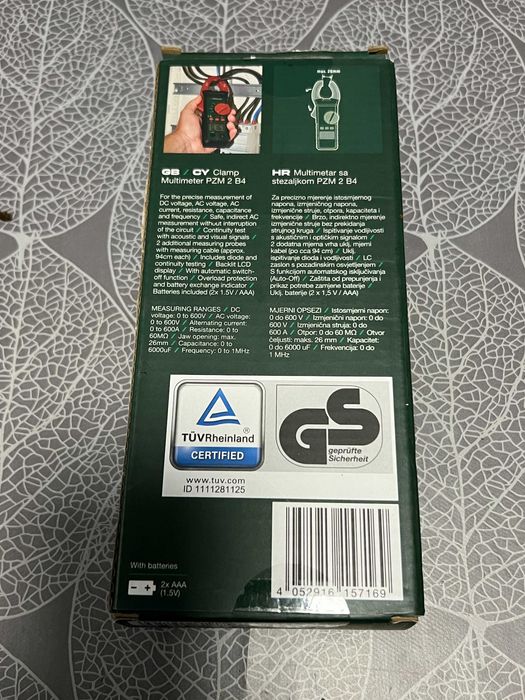 max. 26MM
GB / CY Clamp
Multimeter PZM 2 B4
For the precise measurement of
DC voltage, AC voltage, AC
current, resistance, capacitance
and frequency / Safe, indirect AC
measurement without interruption
of the circuit / Continuity test
with acoustic and visual signals /
2 additional measuring probes
with measuring cable (approx.
94cm each) / Includes diode and
continuity testing / Backlit LCD
display / With automatic switch-
off function / Overload protection
and battery exchange indicator /
Batteries included (2x 1.5V / AAA)
MEASURING RANGES / DC
voltage: 0 to 600V / AC voltage:
0 to 600V / Alternating current:
0 to 600A / Resistance: 0 to
60MΩ / Jaw opening: max.
26mm / Capacitance: 0 to
6000uF / Frequency: 0 to 1MHz
HR Multimetar sa
stezaljkom PZM 2 B4
Za precizno mjerenje istosmjernog
napona, izmjeničnog napona,
izmjenične struje, otpora, kapaciteta i
frekvencije / Brzo, indirektno mjerenje
izmjenične struje bez prekidanja
strujnog kruga / Ispitivanje vodljivosti
s akustičnim i optičkim signalom /
2 dodatna mjerna vrha uklj. mjerni
kabel (po cca 94 cm) / Uklj.
ispitivanje dioda i vodljivosti / LC
zaslon s pozadinskim osvjetljenjem /
S funkcijom automatskog isključivanja
(Auto-Off) / Zaštita od prepunjenja i
prikaz potrebe zamjene baterije /
Uklj. baterije (2 x 1,5 V / AAA)
MJERNI OPSEZI / Istosmjerni napon:
0 do 600 V / Izmjenični napon: 0 do
600 V / Izmjenična struja: 0 do
600 A / Otpor: 0 do 60 MΩ / Otvor
čeljusti: maks. 26 mm / Kapacitet:
0 do 6000 uF / Frekvencija: 0 do
1 MHz
TÜVRheinland
CERTIFIED
www.tuv.com
ID 1111281125
GS
geprüfte
Sicherheit
With batteries
2x AAA
(1.5V)
4 052916 157169